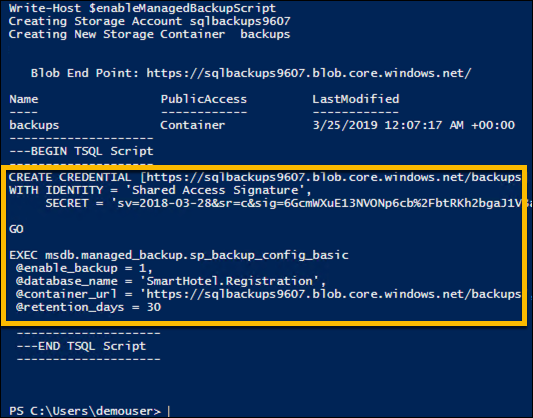 Write-Host $enableManagedBackupScript
Creating Storage Account sqlbackups9607
Creating New Storage Container  backups
Blob End Point: https://sqlbackups9607.blob.core.windows.net/
Name PublicAccess LastModified
---- ------------ ------------
backups Container 3/25/2019 12:07:17 AM +00:00
--------------------
---BEGIN TSQL Script
--------------------
CREATE CREDENTIAL [https://sqlbackups9607.blob.core.windows.net/backups
WITH IDENTITY = 'Shared Access Signature',
SECRET = 'sv=2018-03-28&sr=c&sig=6GcmWXuE13NVONp6cb%2FbtRKh2bgaJ1V
GO
EXEC msdb.managed_backup.sp_backup_config_basic
@enable_backup = 1,
@database_name = 'SmartHotel.Registration',
@container_url = 'https://sqlbackups9607.blob.core.windows.net/backups
@retention_days = 30
--------------------
---END TSQL Script
--------------------
PS C:\Users\demouser>